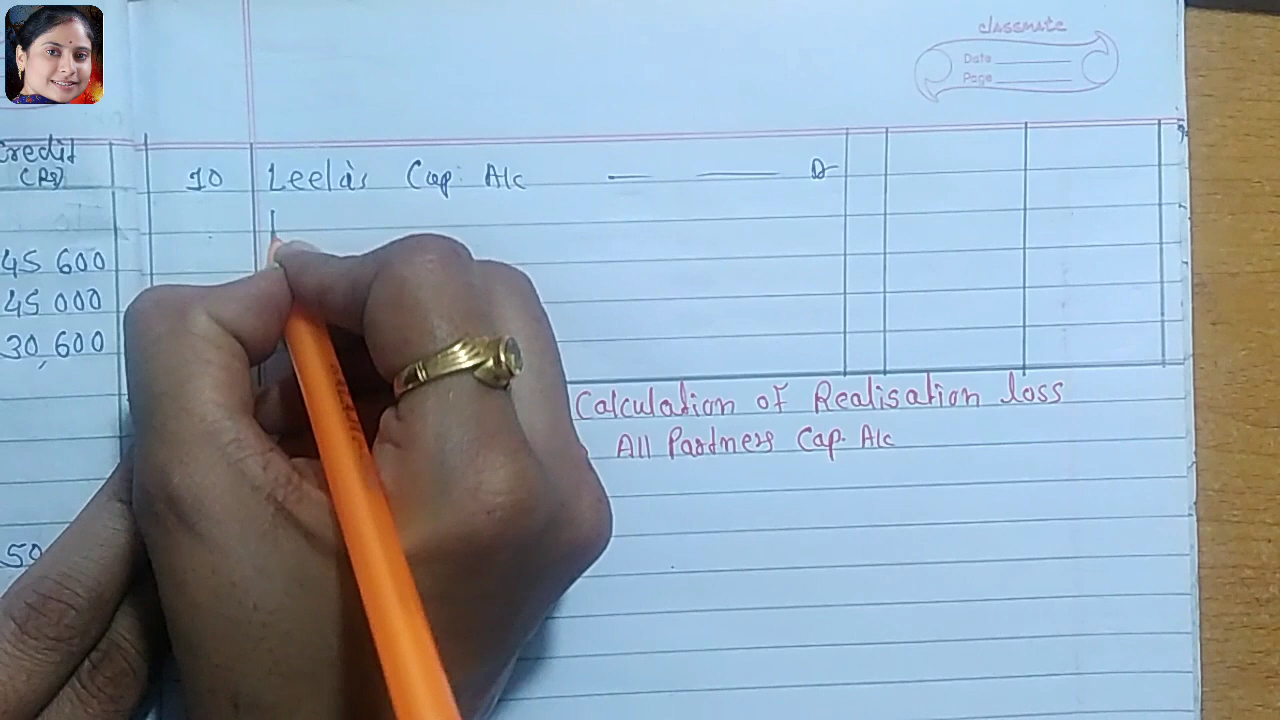 classmate
Date
Page
Credit
(Rs)
10 Leela's Cap. A/c — — Dr
45 600
45 000
30,600
Calculation of Realisation loss
All Partners Cap. A/c
50